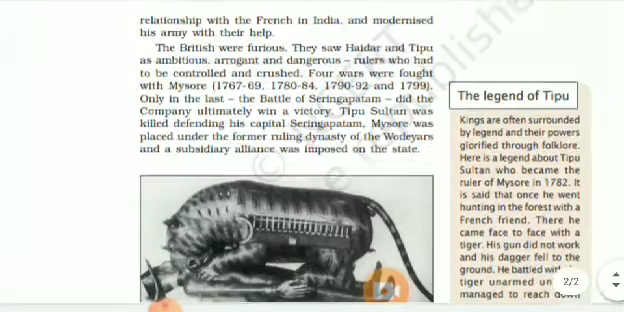 relationship with the French in India, and modernised
his army with their help.
The British were furious. They saw Haidar and Tipu
as ambitious, arrogant and dangerous – rulers who had
to be controlled and crushed. Four wars were fought
with Mysore (1767-69, 1780-84, 1790-92 and 1799).
Only in the last – the Battle of Seringapatam – did the
Company ultimately win a victory. Tipu Sultan was
killed defending his capital Seringapatam, Mysore was
placed under the former ruling dynasty of the Wodeyars
and a subsidiary alliance was imposed on the state.
The legend of Tipu
Kings are often surrounded
by legend and their powers
glorified through folklore.
Here is a legend about Tipu
Sultan who became the
ruler of Mysore in 1782. It
is said that once he went
hunting in the forest with a
French friend. There he
came face to face with a
tiger. His gun did not work
and his dagger fell to the
ground. He battled
tiger unarmed
managed to reach
2/2